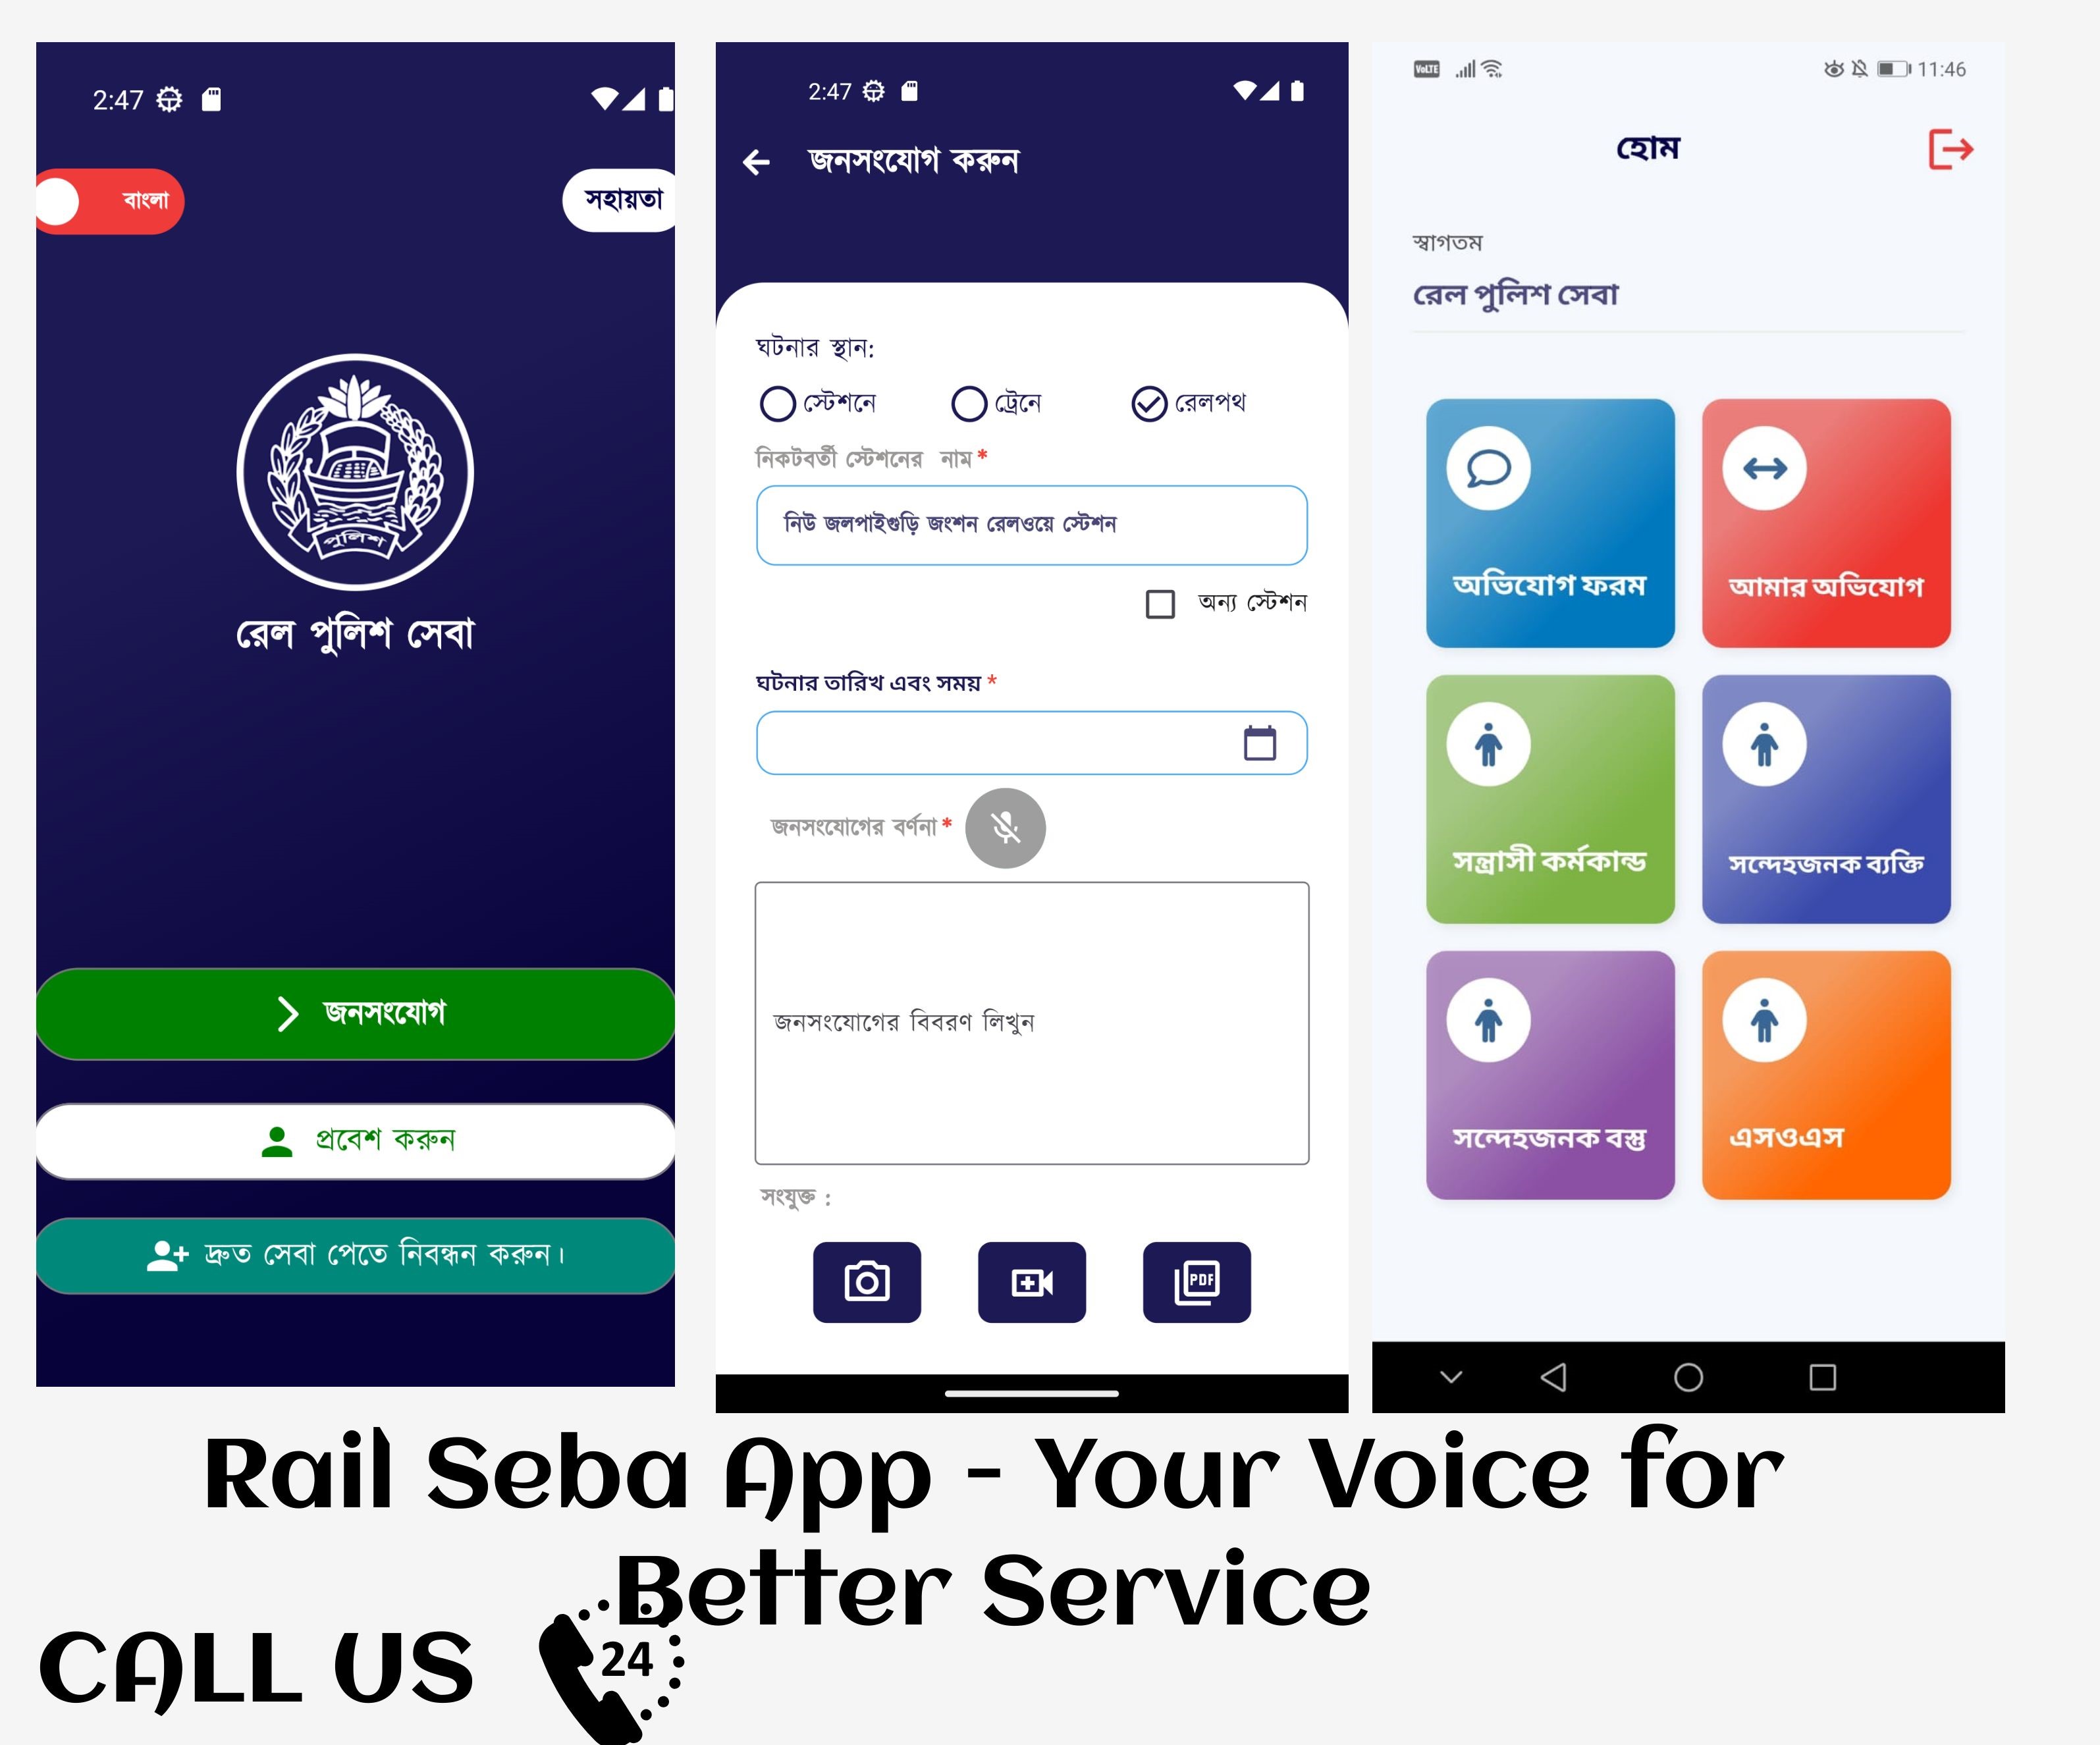 2:47
বাংলা
সহায়তা
পুলিশ
রেল পুলিশ সেবা
জনসংযোগ
প্রবেশ করুন
দ্রুত সেবা পেতে নিবন্ধন করুন।
2:47
জনসংযোগ করুন
ঘটনার স্থান:
স্টেশনে ট্রেনে রেলপথ
নিকটবর্তী স্টেশনের নাম *
নিউ জলপাইগুড়ি জংশন রেলওয়ে স্টেশন
অন্য স্টেশন
ঘটনার তারিখ এবং সময় *
জনসংযোগের বর্ণনা *
জনসংযোগের বিবরণ লিখুন
সংযুক্ত :
PDF
VoLTE 11:46
হোম
স্বাগতম
রেল পুলিশ সেবা
অভিযোগ ফরম
আমার অভিযোগ
সন্ত্রাসী কর্মকান্ড
সন্দেহজনক ব্যক্তি
সন্দেহজনক বস্তু
এসওএস
Rail Seba App - Your Voice for
Better Service
CALL US
24